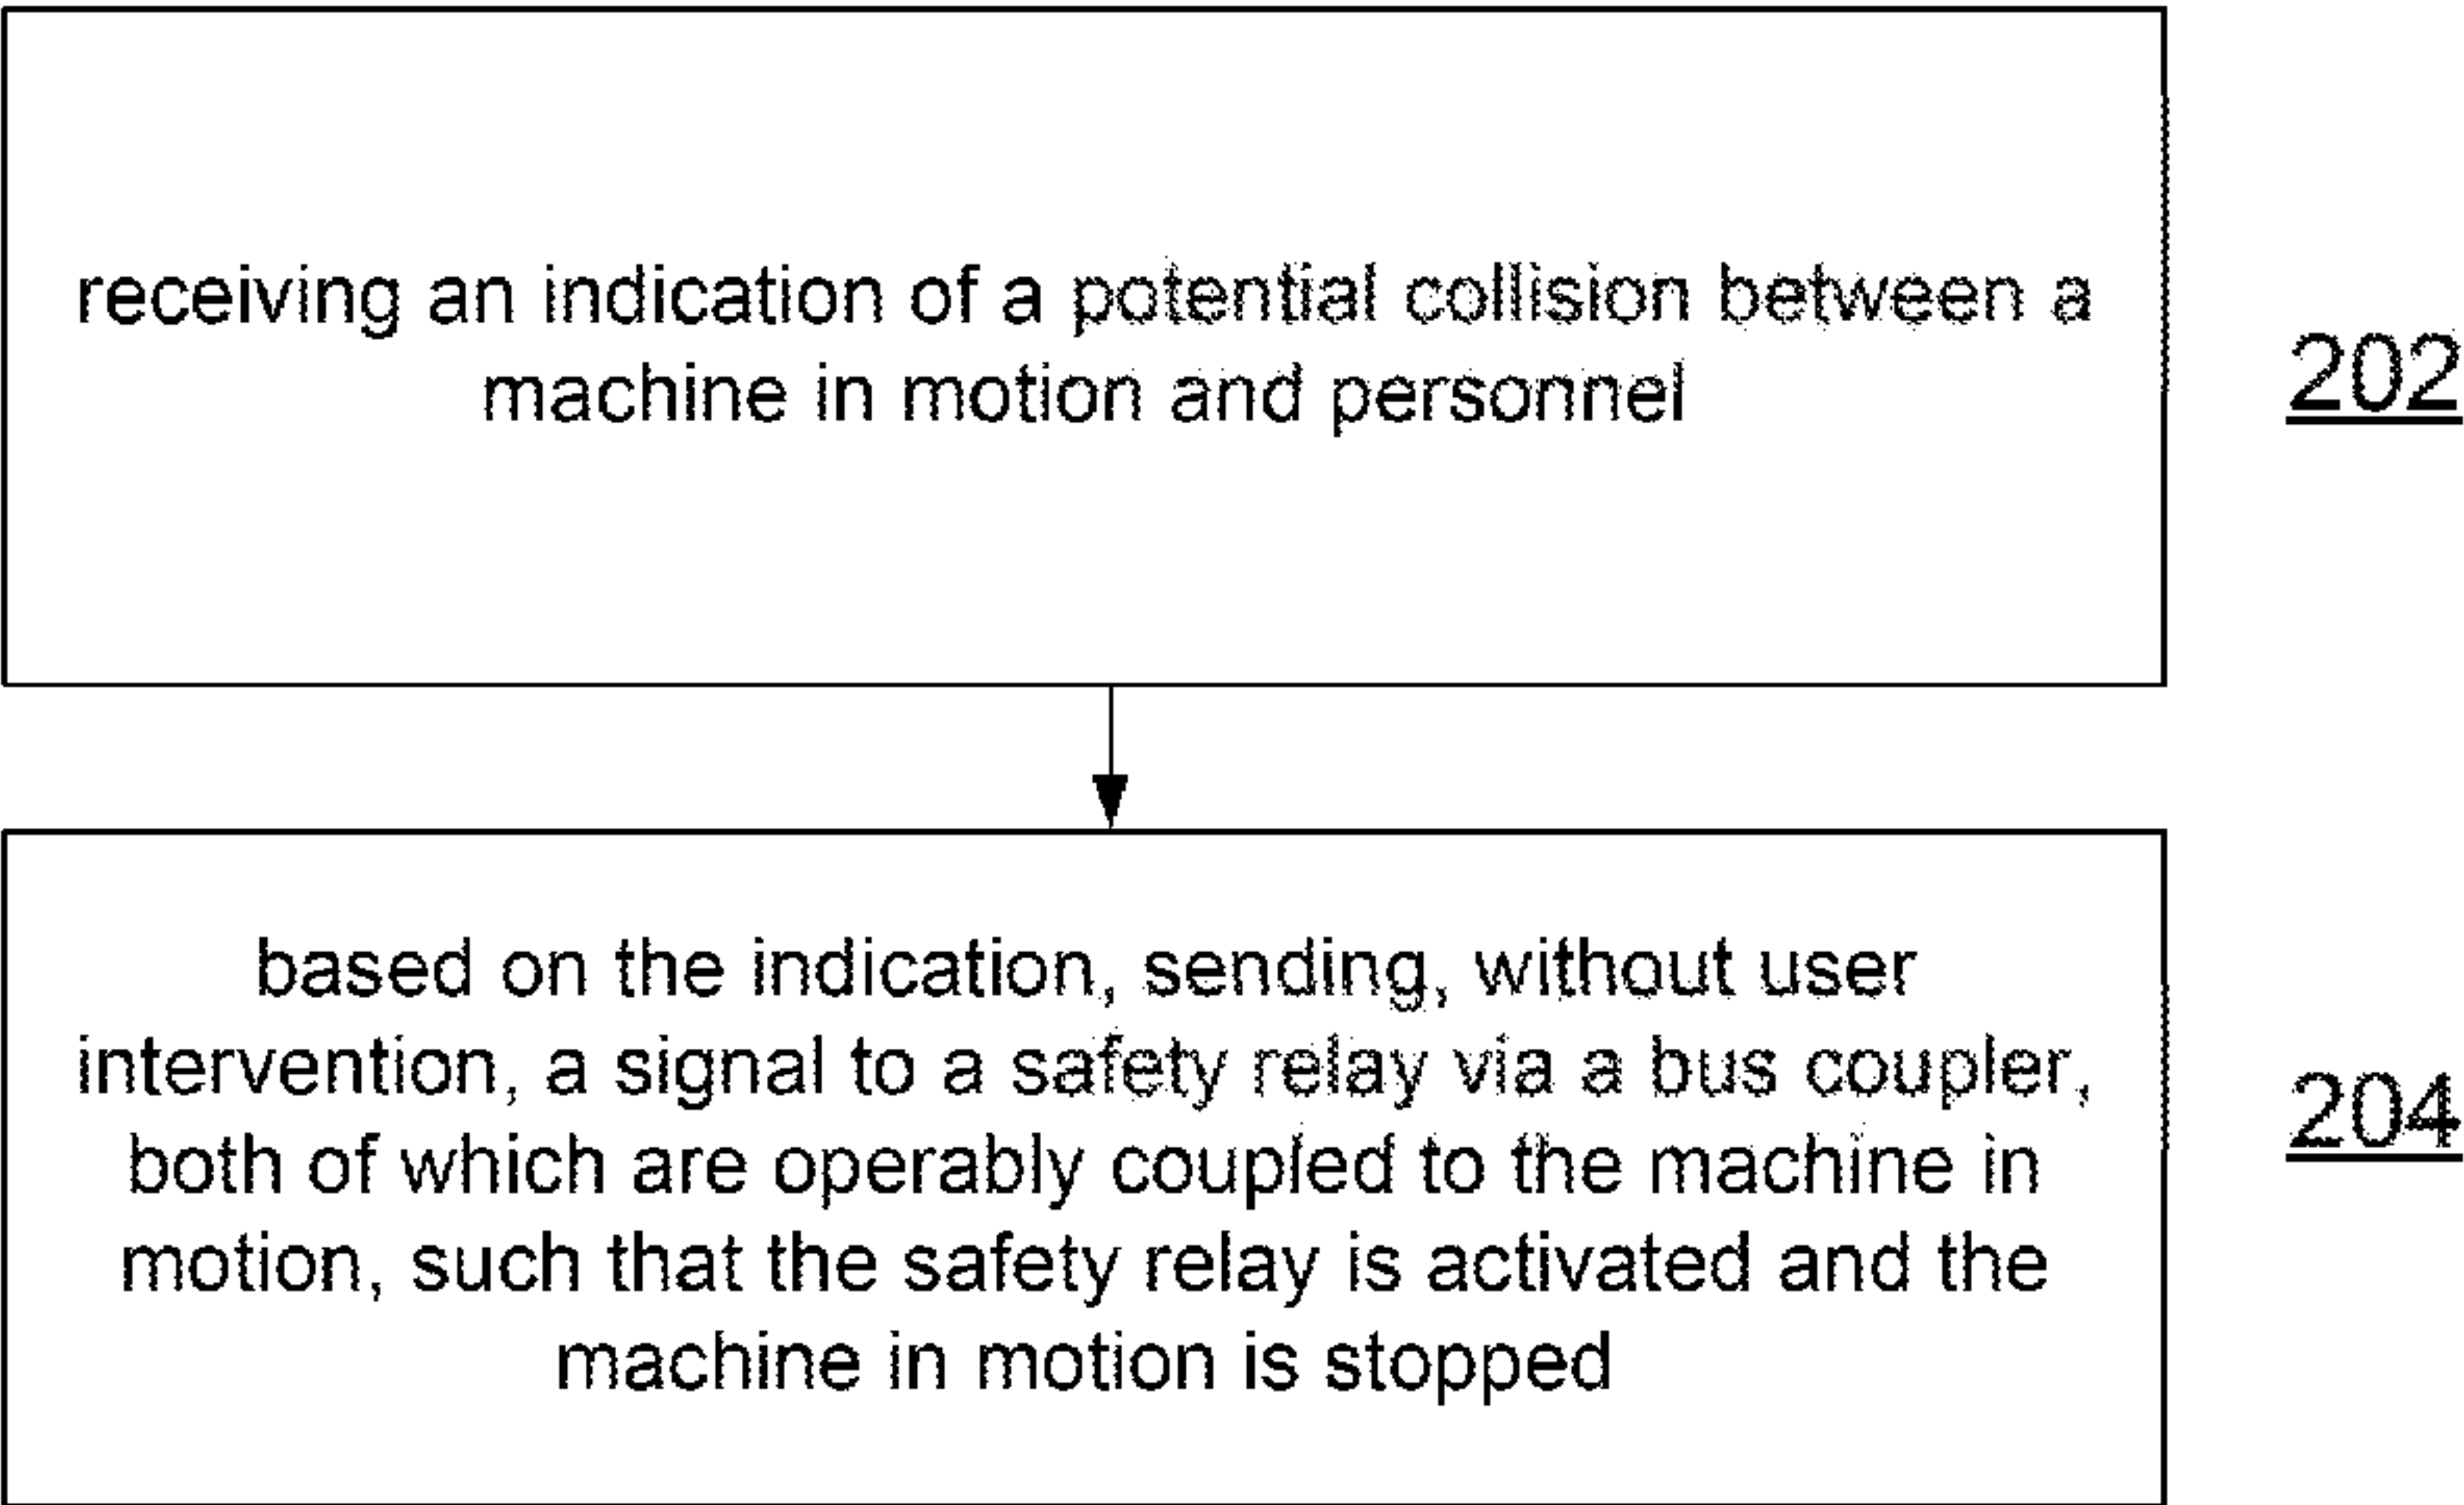 receiving an indication of a potential collision between a
machine in motion and personnel
202
based on the indication, sending, without user
intervention, a signal to a safety relay via a bus coupler,
both of which are operably coupled to the machine in
motion, such that the safety relay is activated and the
machine in motion is stopped
204